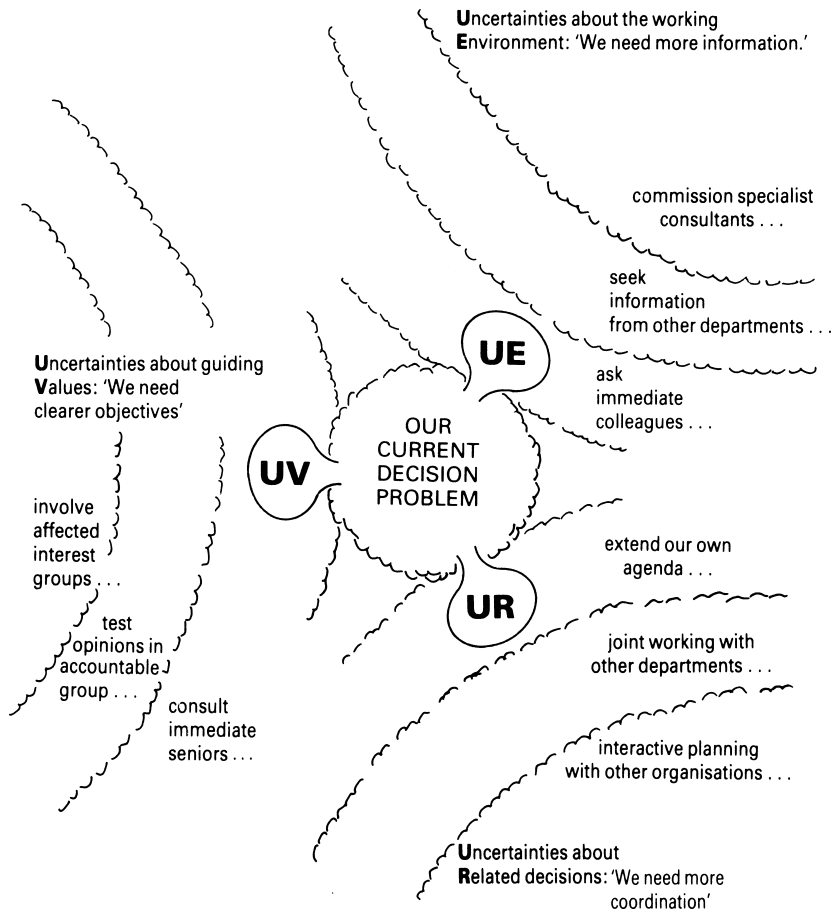 Uncertainties about the working
Environment: 'We need more information.'
commission specialist
consultants . . .
seek
information
from other departments . . .
ask
immediate
colleagues . . .
UE
Uncertainties about guiding
Values: 'We need
clearer objectives'
UV
OUR
CURRENT
DECISION
PROBLEM
involve
affected
interest
groups . . .
test
opinions in
accountable
group . . .
consult
immediate
seniors . . .
UR
extend our own
agenda . . .
joint working with
other departments . . .
interactive planning
with other organisations . . .
Uncertainties about
Related decisions: 'We need more
coordination'